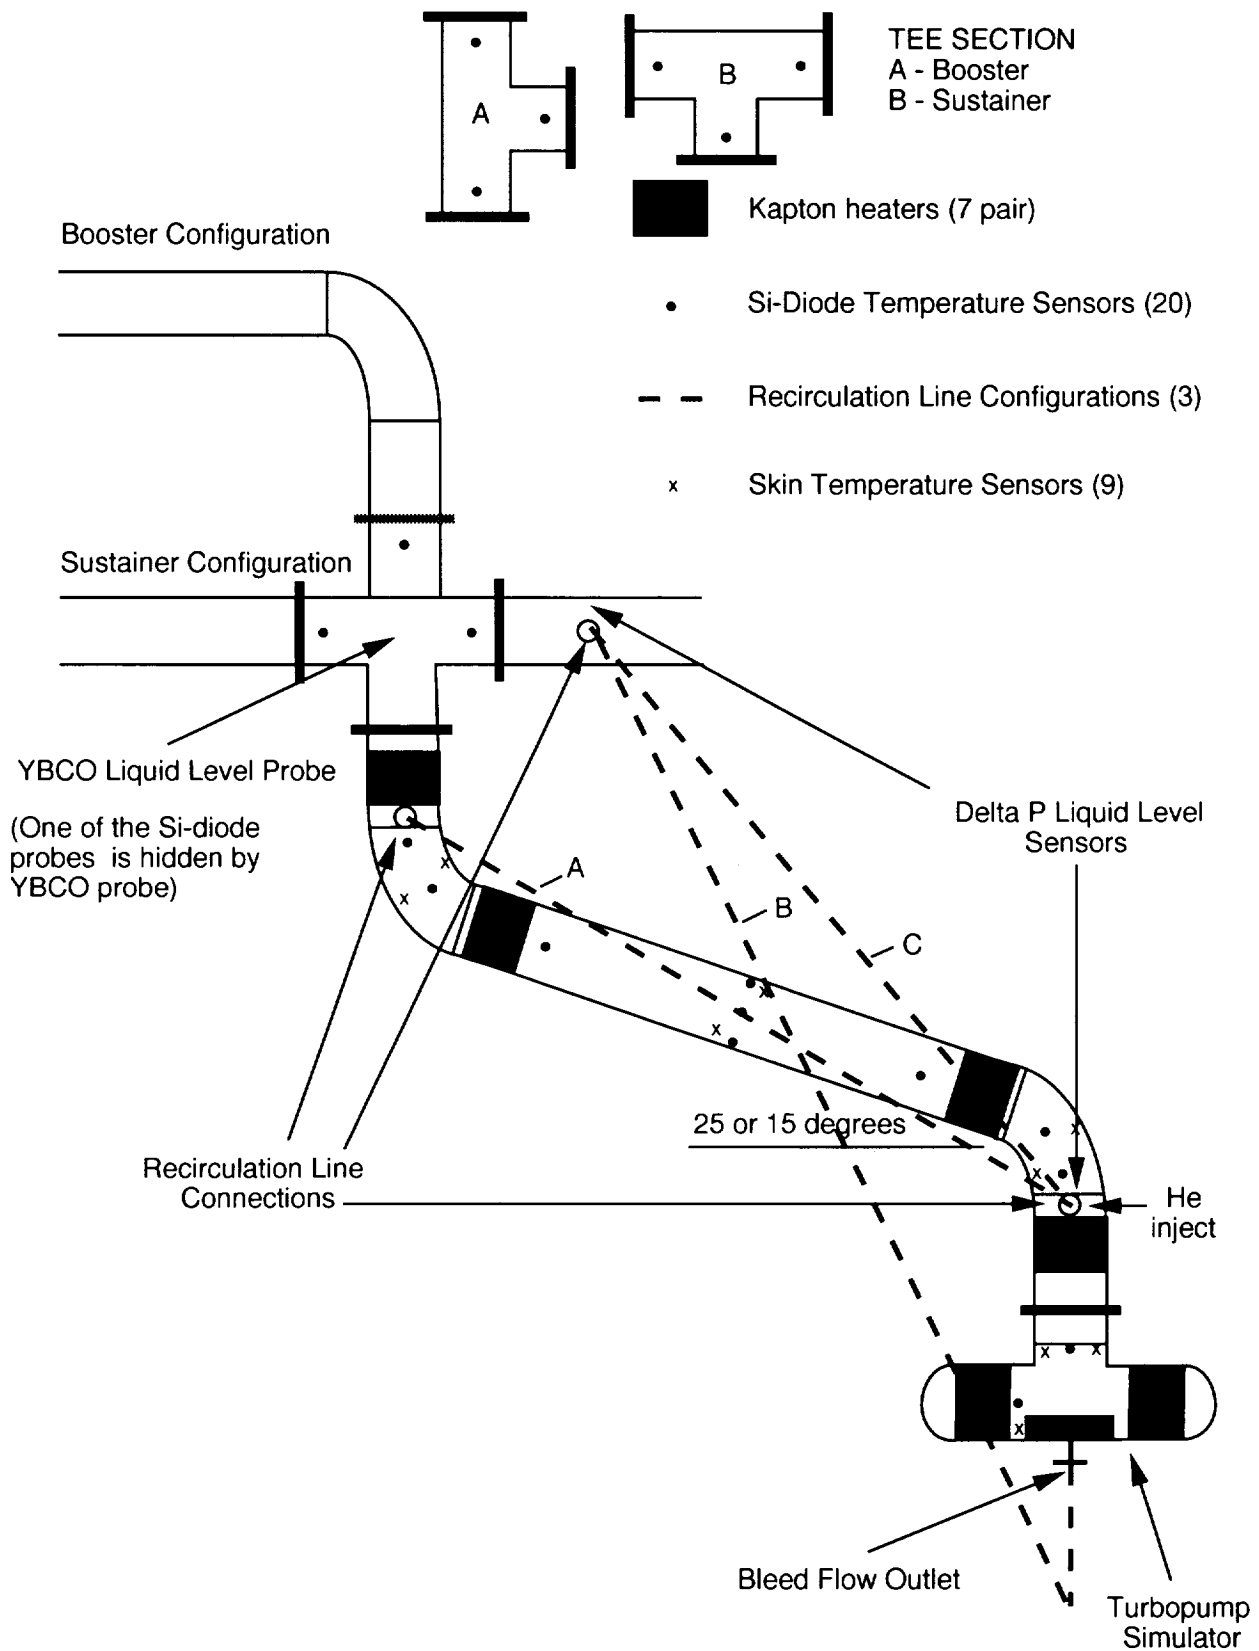 TEE SECTION
A - Booster
B - Sustainer
A
B
Kapton heaters (7 pair)
Booster Configuration
Si-Diode Temperature Sensors (20)
Recirculation Line Configurations (3)
x Skin Temperature Sensors (9)
Sustainer Configuration
YBCO Liquid Level Probe
(One of the Si-diode
probes is hidden by
YBCO probe)
Delta P Liquid Level
Sensors
x
x
A
B
C
x
x
25 or 15 degrees
x
x
Recirculation Line
Connections
He
inject
x
x
x
Bleed Flow Outlet
Turbopump
Simulator